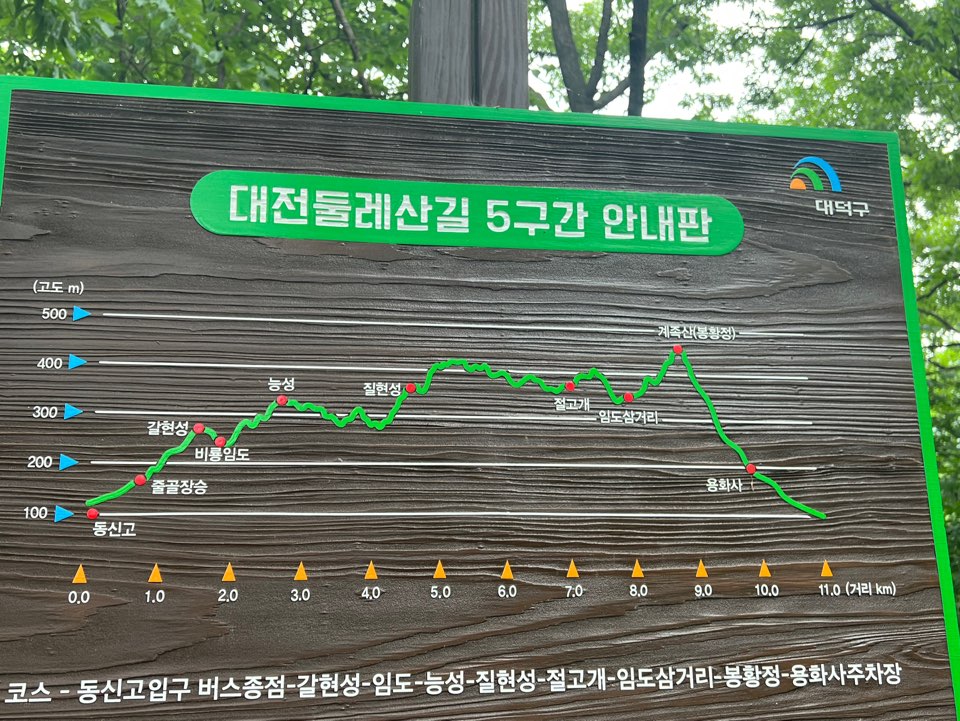 대덕구
대전둘레산길 5구간 안내판
(고도 m)
500
400
300
200
100
계족산(봉황정)
능성
질현성
절고개
임도삼거리
갈현성
비룡임도
줄골장승
용화사
동신고
0.0 1.0 2.0 3.0 4.0 5.0 6.0 7.0 8.0 9.0 10.0 11.0 (거리 km)
코스 - 동신고입구 버스종점-갈현성-임도-능성-질현성-절고개-임도삼거리-봉황정-용화사주차장